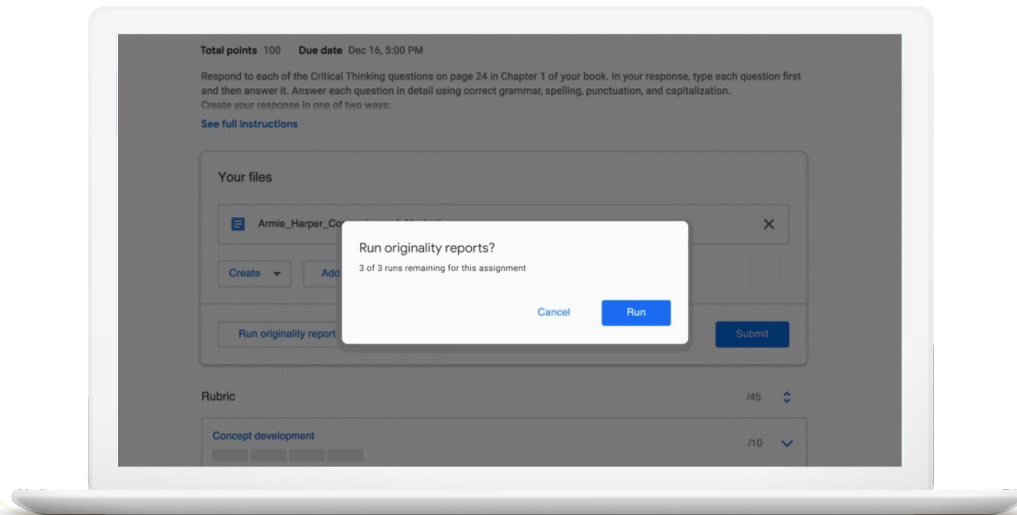 Total points 100 Due date Dec 16, 5:00 PM
Respond to each of the Critical Thinking questions on page 24 in Chapter 1 of your book. In your response, type each question first
and then answer it. Answer each question in detail using correct grammar, spelling, punctuation, and capitalization.
Create your response in one of two ways:
See full instructions
Your files
Armie_Harper_Co
Run originality reports?
3 of 3 runs remaining for this assignment
Create
Add
Cancel
Run
Run originality report
Submit
Rubric
/45
Concept development
/10